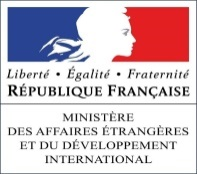 Liberté • Égalité • Fraternité
RÉPUBLIQUE FRANÇAISE
MINISTÈRE
DES AFFAIRES ÉTRANGÈRES
ET DU DÉVELOPPEMENT
INTERNATIONAL